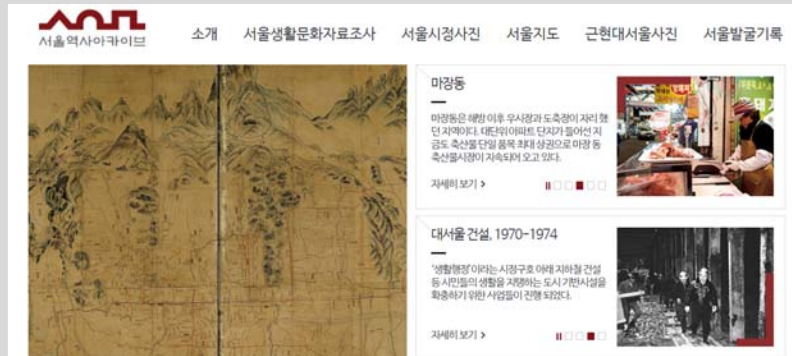 서울역사아카이브
소개 서울생활문화자료조사 서울시정사진 서울지도 근현대서울사진 서울발굴기록
마장동
마장동은 해방 이후 우시장과 도축장이 자리 했
던 지역이다. 대단위 아파트 단지가 들어선 지
금도 축산물 단일 품목 최대 상권으로 마장 동
축산물시장이 지속되어 오고 있다.
자세히 보기 >
대서울 건설, 1970-1974
'생활행정'이라는 시정구호 아래 지하철 건설
등 시민들의 생활을 지탱하는 도시 기반시설을
확충하기 위한 사업들이 진행 되었다.
자세히 보기 >